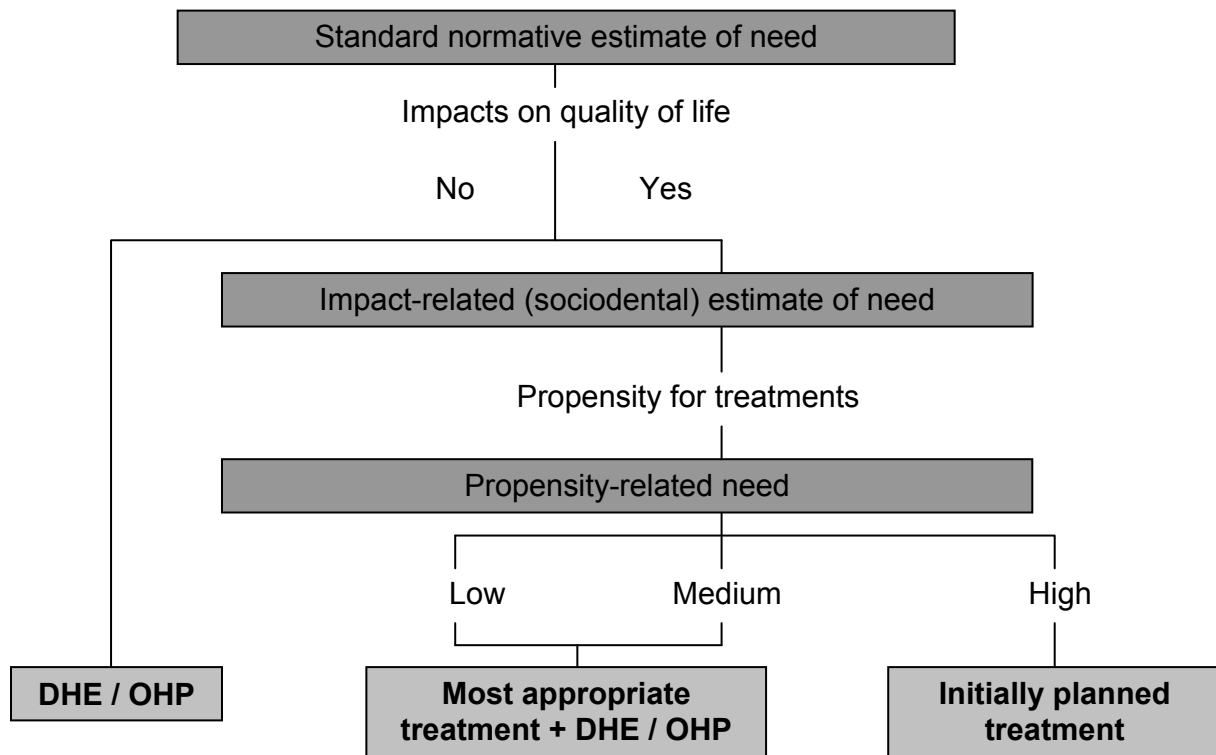 Standard normative estimate of need
Impacts on quality of life
No
Yes
Impact-related (sociodental) estimate of need
Propensity for treatments
Propensity-related need
Low
Medium
High
DHE / OHP
Most appropriate
treatment + DHE / OHP
Initially planned
treatment